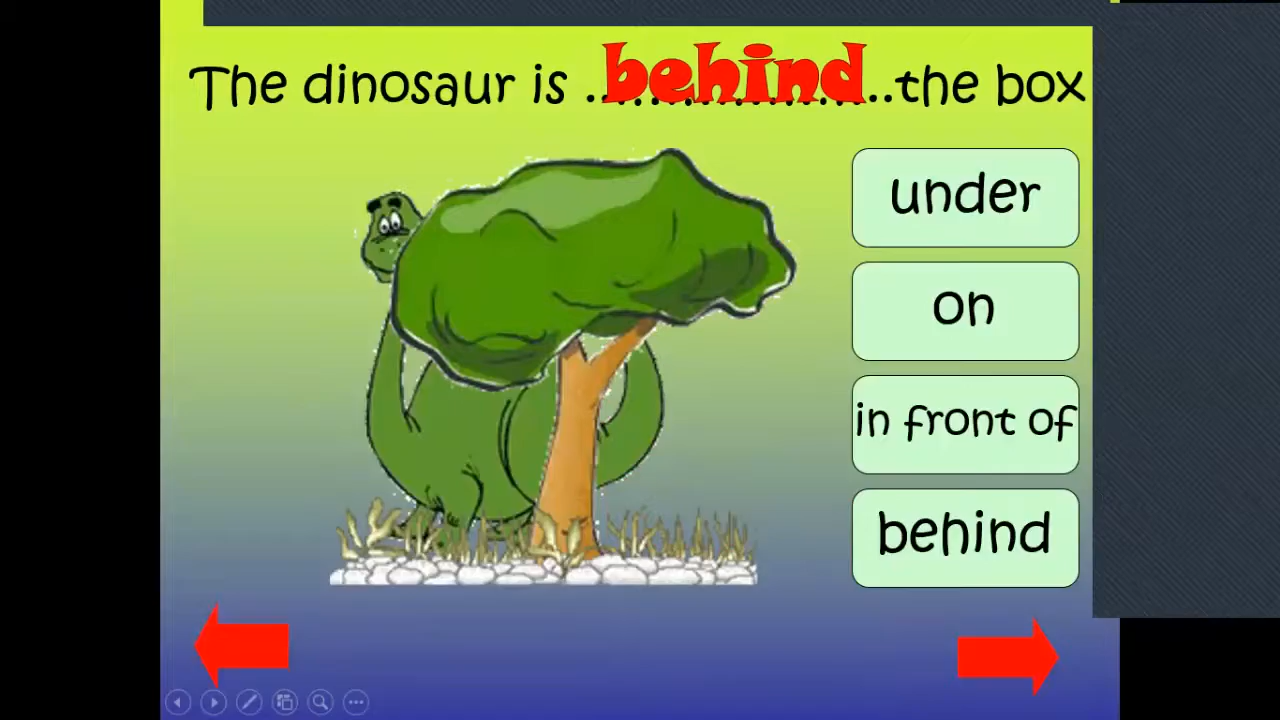 The dinosaur is ..behind..the box
under
on
in front of
behind